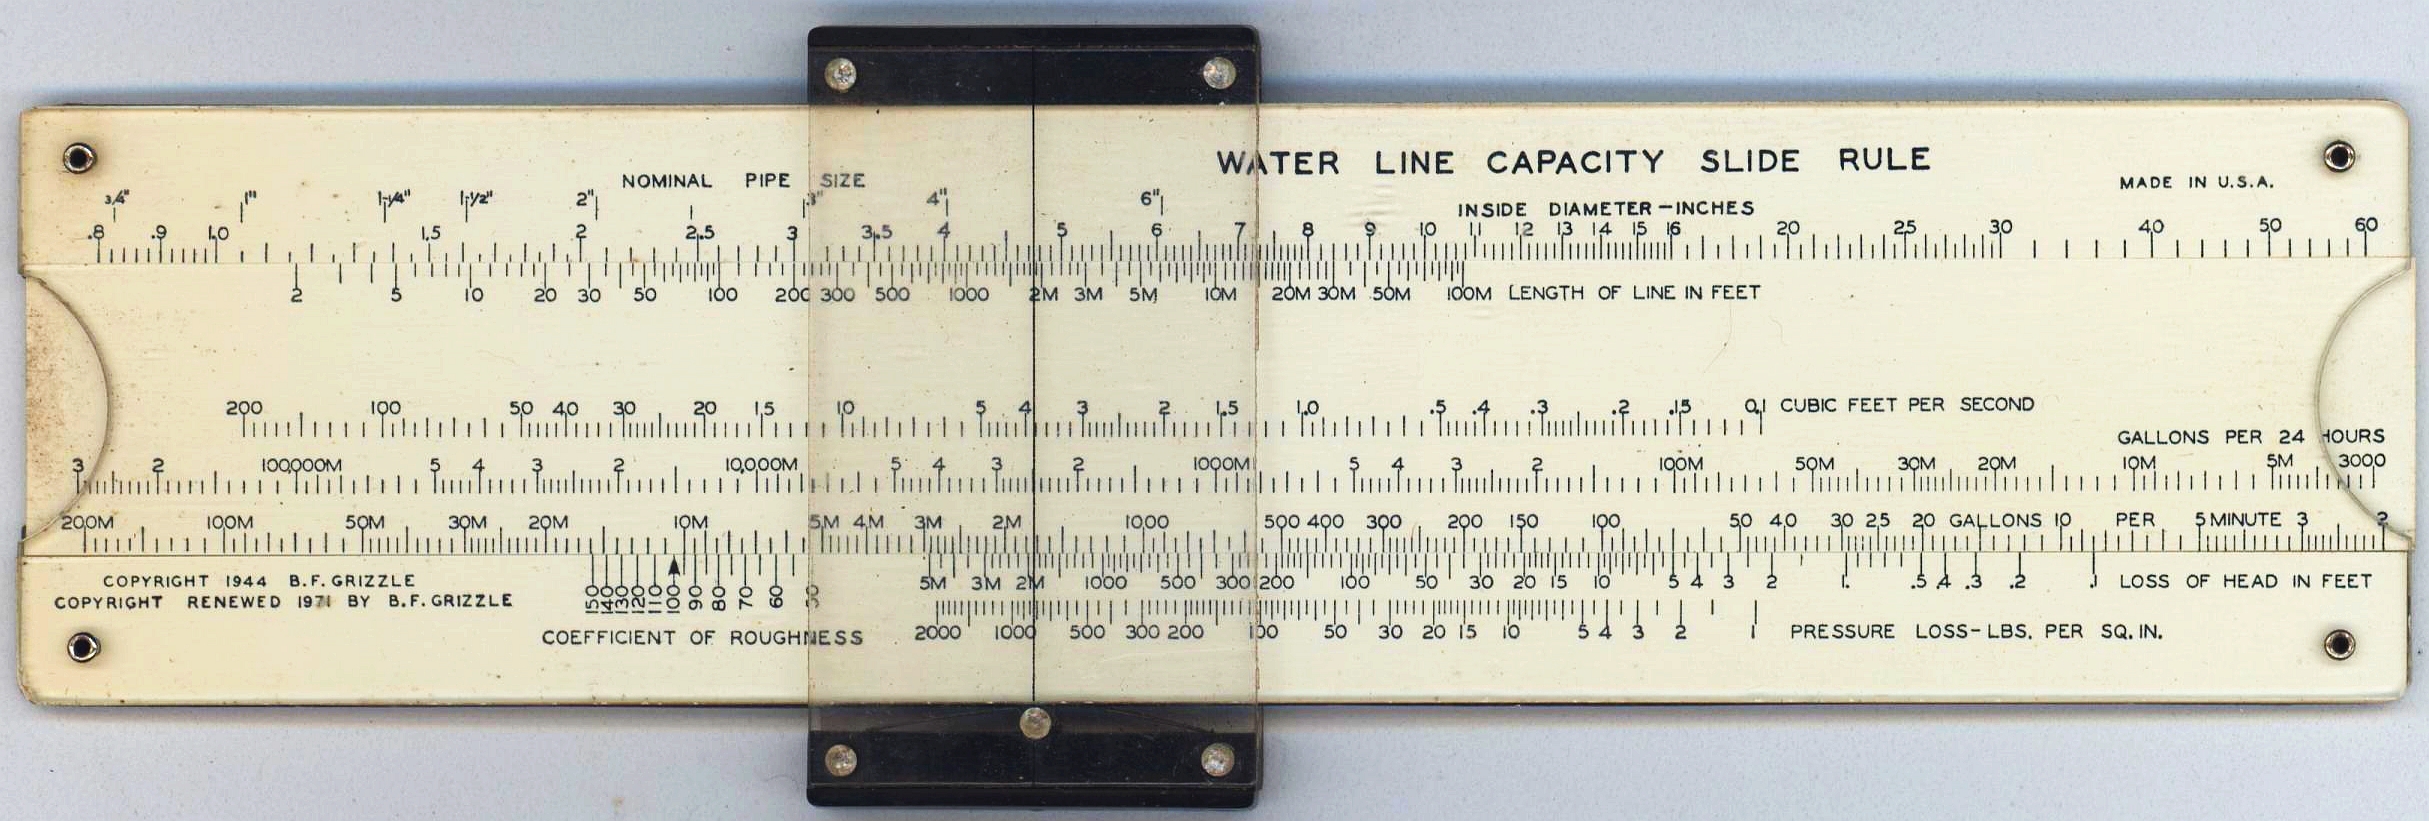 WATER LINE CAPACITY SLIDE RULE
NOMINAL PIPE SIZE
MADE IN U.S.A.
3/4" 1" 1-1/4" 1-1/2" 2" 3" 4" 6"
INSIDE DIAMETER—INCHES
.8 .9 1.0 1.5 2 2.5 3 3.5 4 5 6 7 8 9 10 11 12 13 14 15 16 20 25 30 40 50 60
2 5 10 20 30 50 100 200 300 500 1000 2M 3M 5M 10M 20M 30M 50M 100M LENGTH OF LINE IN FEET
200 100 50 40 30 20 1,5 10 5 4 3 2 1.5 1.0 .5 .4 .3 .2 .15 0.1 CUBIC FEET PER SECOND
GALLONS PER 24 HOURS
3 2 100,000M 5 4 3 2 10,000M 5 4 3 2 1000M 5 4 3 2 100M 50M 30M 20M 10M 5M 3000
200M 100M 50M 30M 20M 10M 5M 4M 3M 2M 1000 500 400 300 200 150 100 50 40 30 25 20 GALLONS 10 PER 5 MINUTE 3 2
COPYRIGHT 1944 B.F. GRIZZLE
COPYRIGHT RENEWED 1971 BY B.F. GRIZZLE
150 140 130 120 110 100 90 80 70 60 50
COEFFICIENT OF ROUGHNESS
5M 3M 2M 1000 500 300 200 100 50 30 20 15 10 5 4 3 2 1. .5 .4 .3 .2 .1 LOSS OF HEAD IN FEET
2000 1000 500 300 200 100 50 30 20 15 10 5 4 3 2 1 PRESSURE LOSS-LBS. PER SQ. IN.